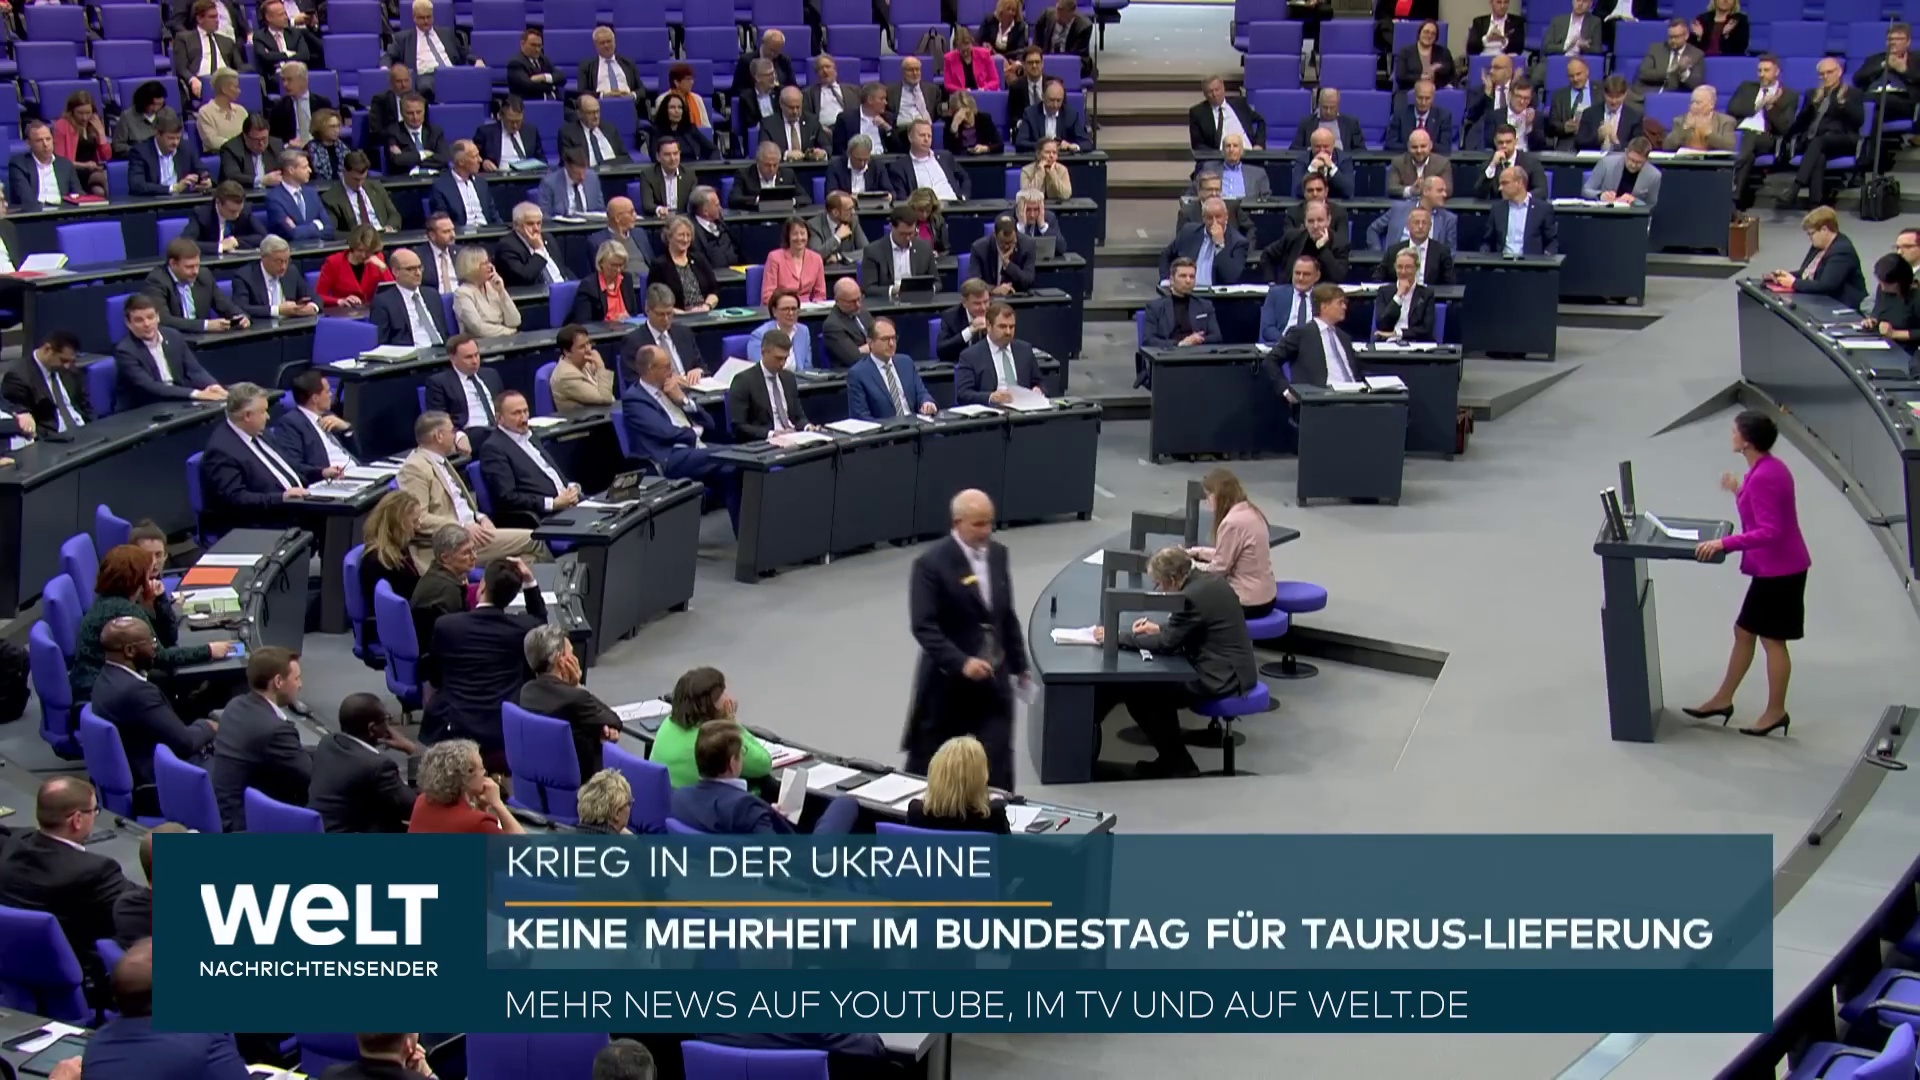 KRIEG IN DER UKRAINE
KEINE MEHRHEIT IM BUNDESTAG FÜR TAURUS-LIEFERUNG
WELT
NACHRICHTENSENDER
MEHR NEWS AUF YOUTUBE, IM TV UND AUF WELT.DE